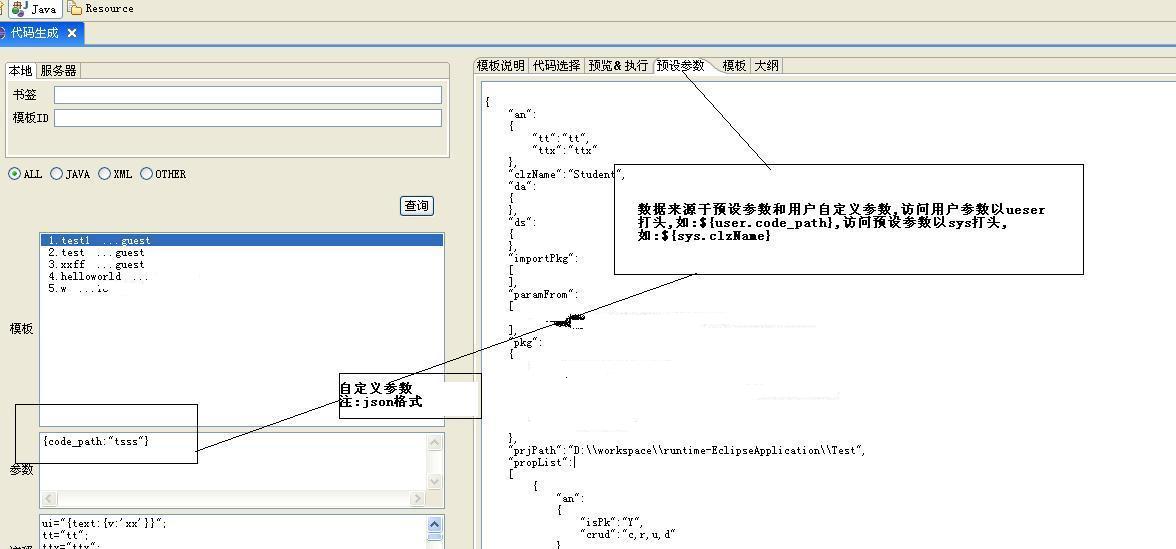 Java Resource
代码生成
本地 服务器
书签
模板ID
ALL JAVA XML OTHER
查询
1.test1 ...guest
2.test ...guest
3.xxff ...guest
4.helloworld ...
5.w
模板
自定义参数
注:json格式
{code_path:"tsss"}
参数
ui="{text:{v:'xx'}}";
tt="tt";
ttx="ttx";
模板说明 代码选择 预览&执行 预设参数 模板 大纲
{
"an":
{
"tt":"tt",
"ttx":"ttx"
},
"clzName":"Student",
"da":
{
},
"ds":
{
},
"importPkg":
[
],
"paramFrom":
[
],
"pkg":
{
},
"prjPath":"D:\\workspace\\runtime-EclipseApplication\\Test",
"propList":
[
{
"an":
{
"isPk":"Y",
"crud":"c,r,u,d"
}
数据来源于预设参数和用户自定义参数,访问用户参数以ueser
打头,如:${user.code_path},访问预设参数以sys打头,
如:${sys.clzName}